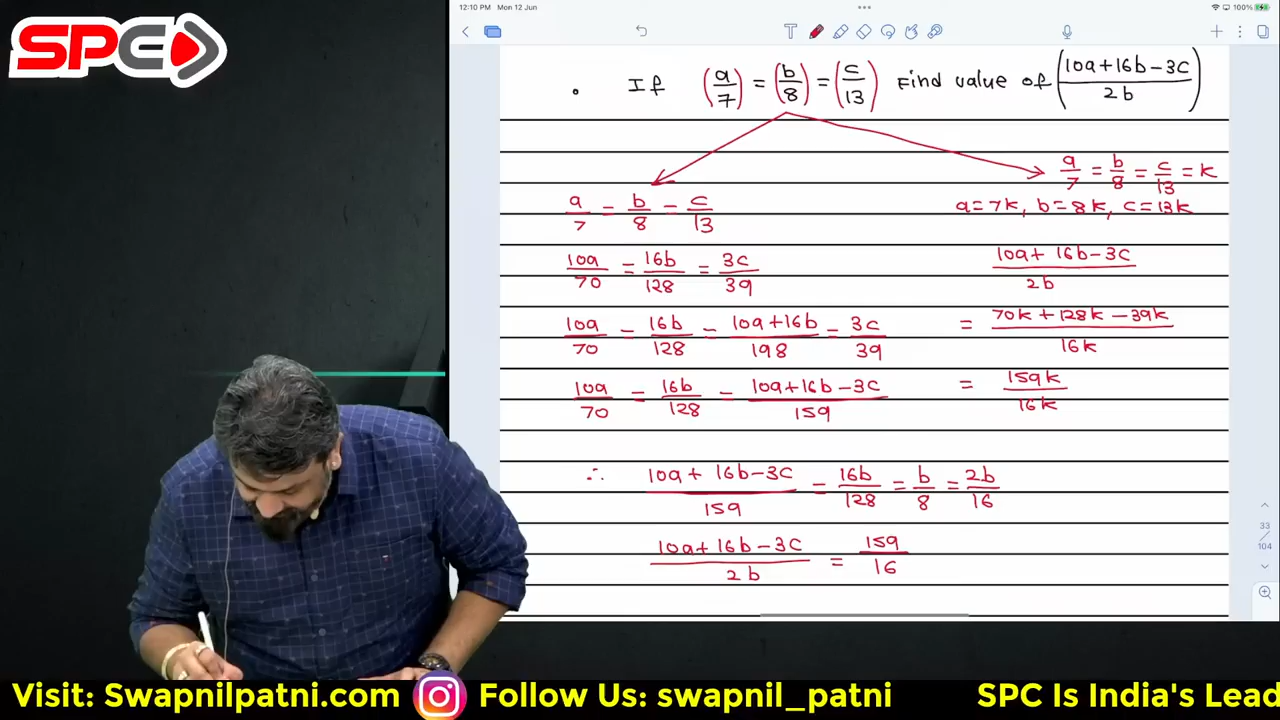 12:10 PM Mon 12 Jun
100%
SPC
T
. If (a/7) = (b/8) = (c/13) Find value of ((10a+16b-3c)/2b)
a/7 = b/8 = c/13 = k
a=7k, b=8k, c=13k
a/7 = b/8 = c/13
10a/70 = 16b/128 = 3c/39
(10a+16b-3c)/2b
10a/70 = 16b/128 = (10a+16b)/198 = 3c/39
= (70k+128k-39k)/16k
10a/70 = 16b/128 = (10a+16b-3c)/159
= 159k/16k
∴ (10a+16b-3c)/159 = 16b/128 = b/8 = 2b/16
(10a+16b-3c)/2b = 159/16
33
/
104
Visit: Swapnilpatni.com Follow Us: swapnil_patni SPC Is India's Lead